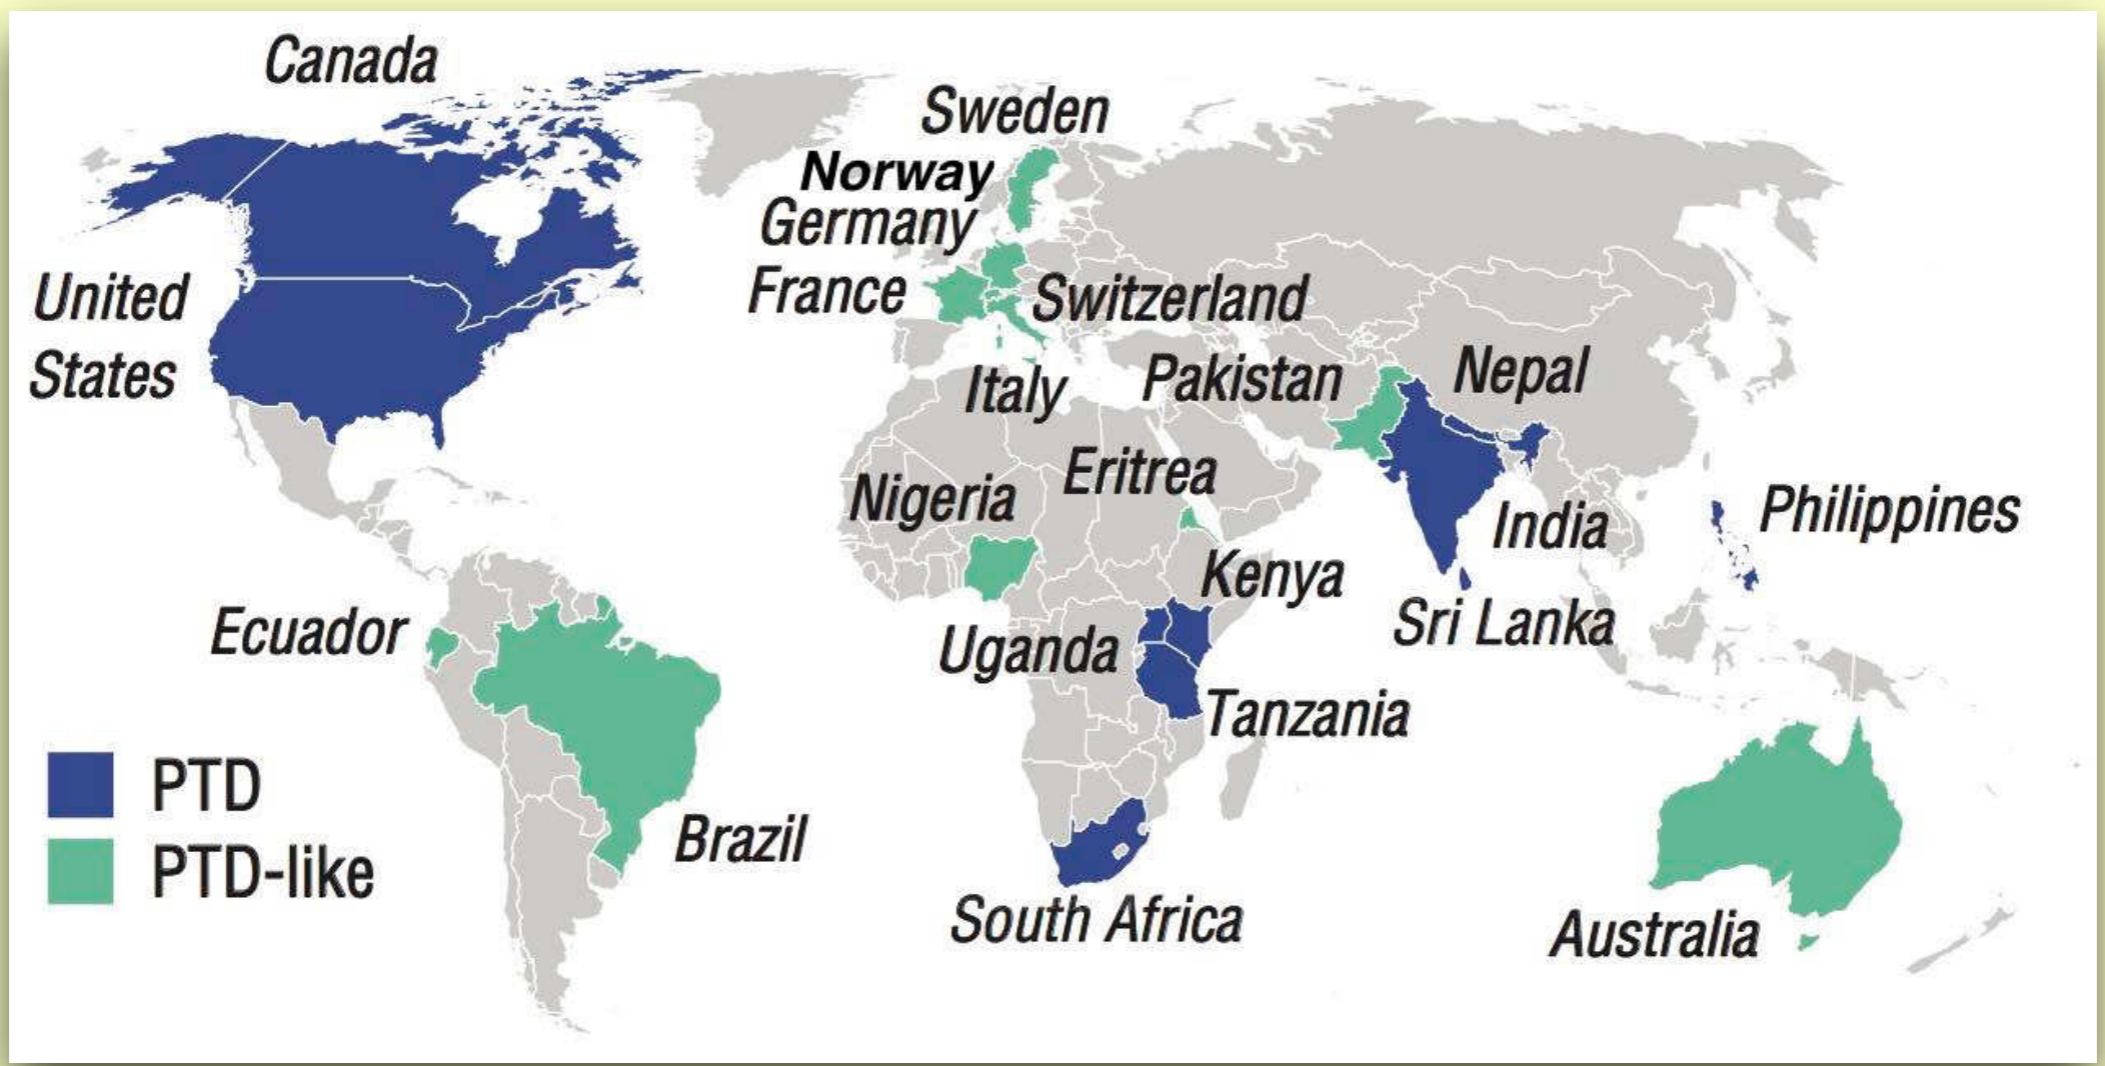 Canada
Sweden
Norway
Germany
United
States
France
Switzerland
Italy
Pakistan
Nepal
Nigeria
Eritrea
India
Philippines
Kenya
Ecuador
Uganda
Sri Lanka
Tanzania
PTD
PTD-like
Brazil
South Africa
Australia